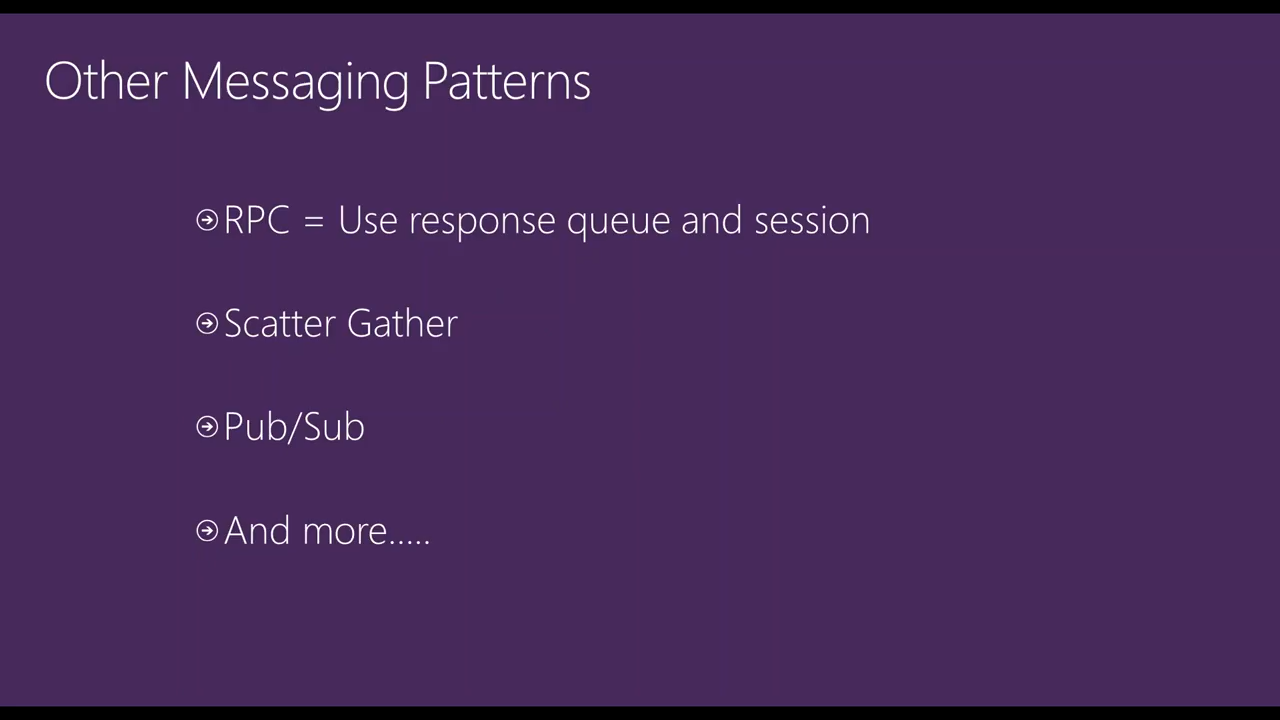 Other Messaging Patterns
RPC = Use response queue and session
Scatter Gather
Pub/Sub
And more.....